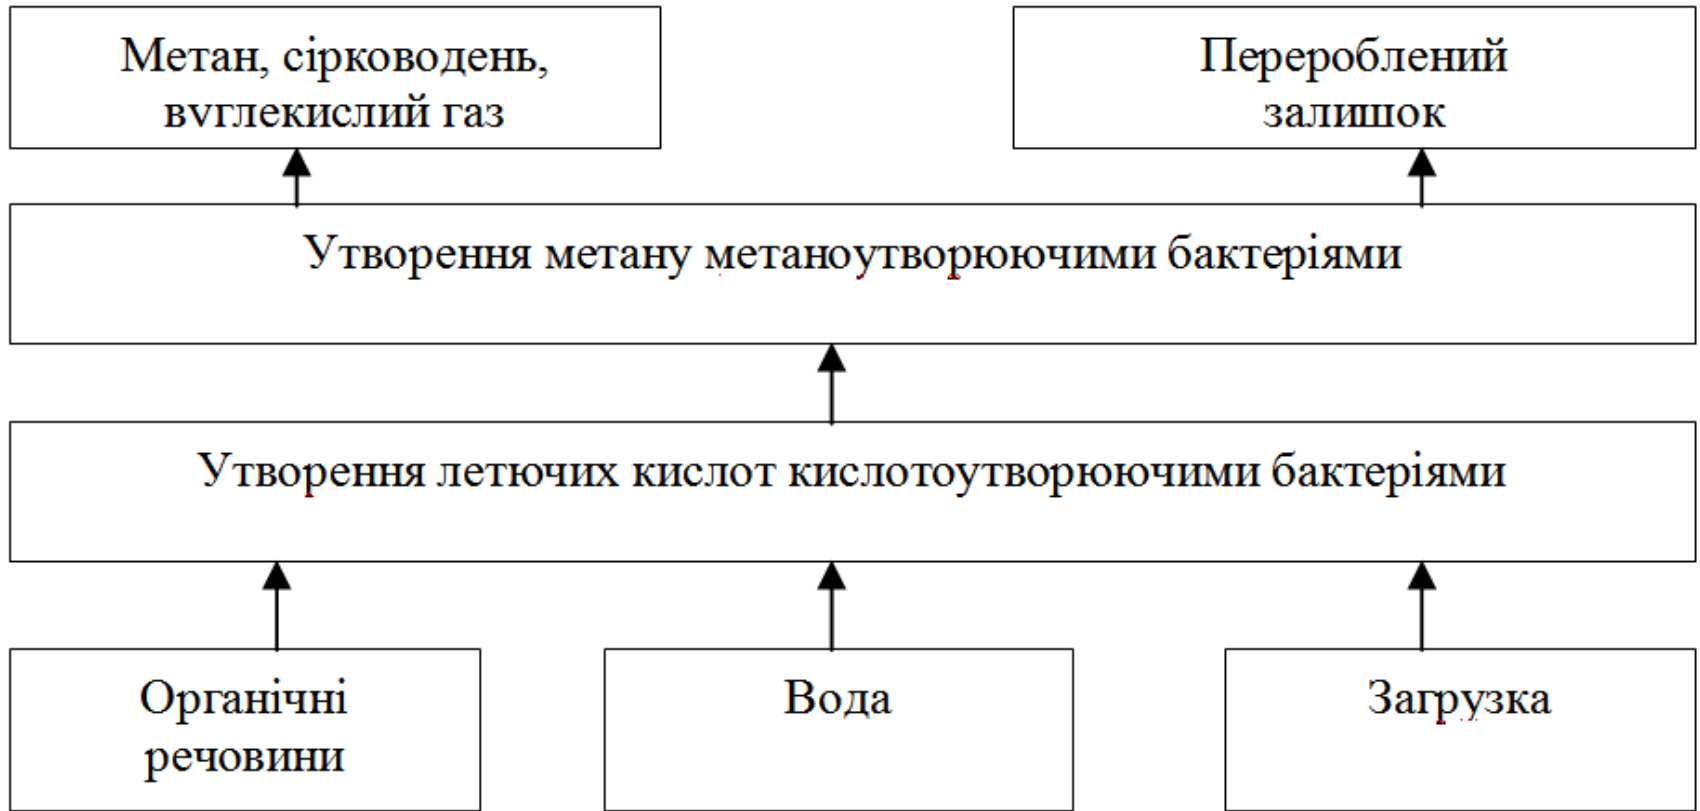 Метан, сірководень,
вуглекислий газ
Перероблений
залишок
Утворення метану метаноутворюючими бактеріями
Утворення летючих кислот кислотоутворюючими бактеріями
Органічні
речовини
Вода
Загрузка